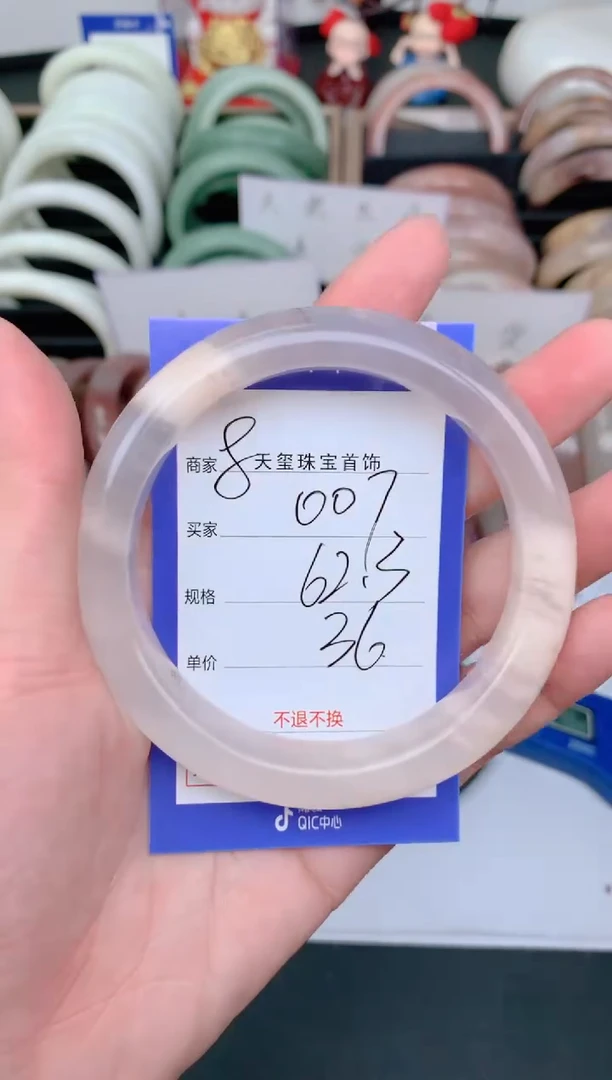 商家 8 天玺珠宝首饰
买家 007
规格 62.5
单价 36
不退不换
QIC中心